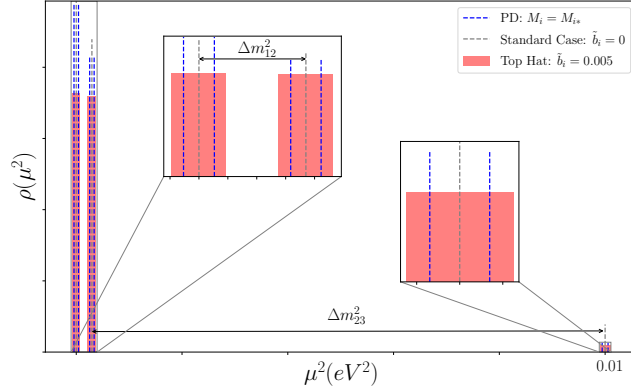 PD: $M_i = M_{i*}$
Standard Case: $\tilde{b}_i = 0$
Top Hat: $\tilde{b}_i = 0.005$
$\Delta m^2_{12}$
$\rho(\mu^2)$
$\Delta m^2_{23}$
0.01
$\mu^2(eV^2)$